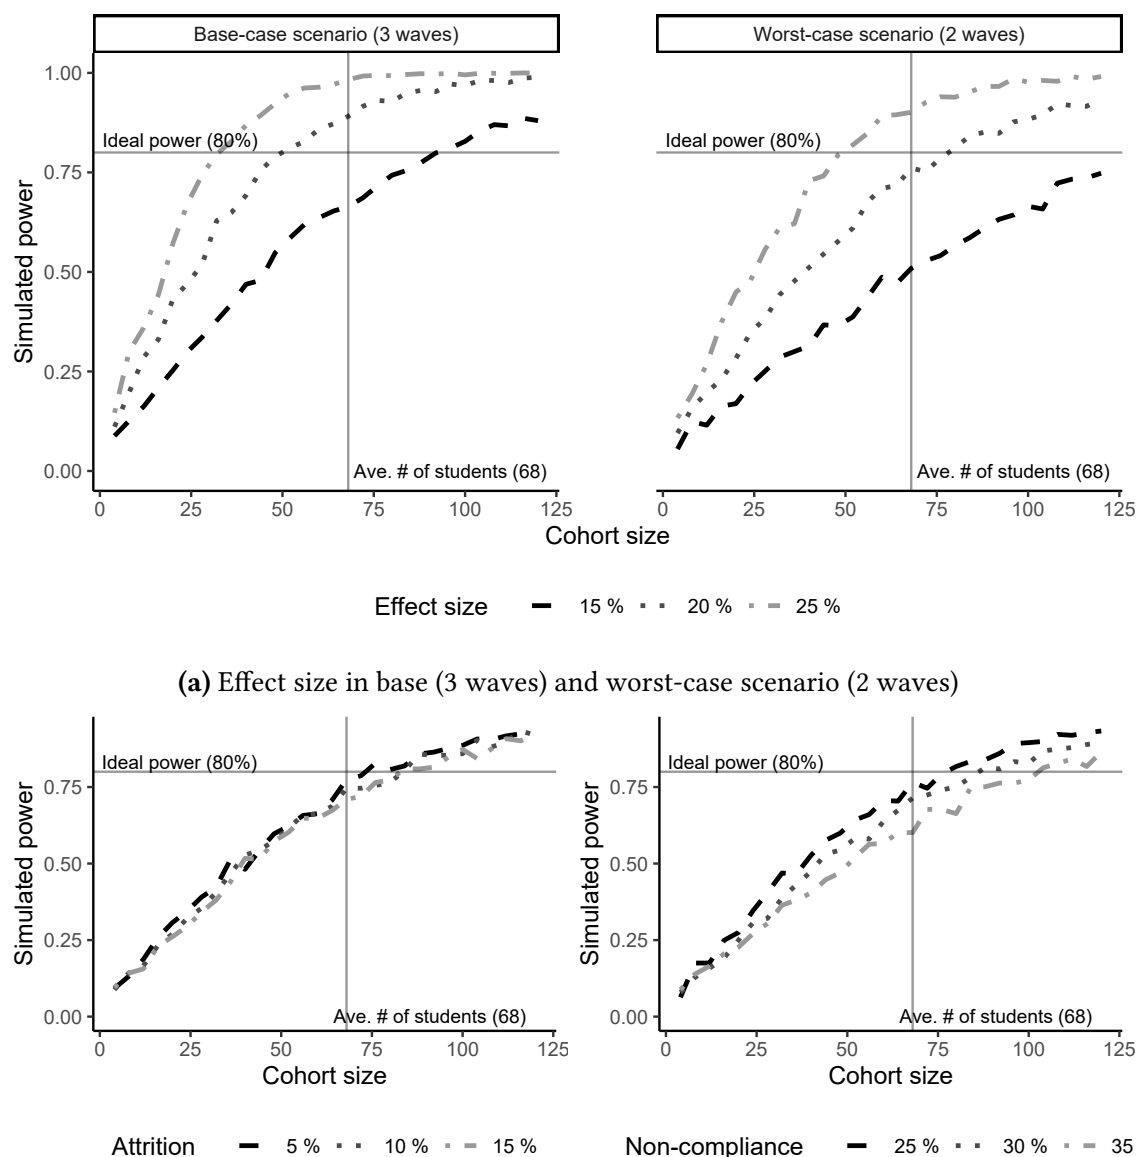 Base-case scenario (3 waves)
Worst-case scenario (2 waves)
Simulated power
1.00
0.75
0.50
0.25
0.00
Ideal power (80%)
Ave. # of students (68)
0 25 50 75 100 125
Ideal power (80%)
Ave. # of students (68)
0 25 50 75 100 125
Cohort size
Effect size 15 % 20 % 25 %
(a) Effect size in base (3 waves) and worst-case scenario (2 waves)
Simulated power
0.75
0.50
0.25
0.00
Ideal power (80%)
Ave. # of students (68)
0 25 50 75 100 125
Cohort size
Attrition 5 % 10 % 15 %
Simulated power
0.75
0.50
0.25
0.00
Ideal power (80%)
Ave. # of students (68)
0 25 50 75 100 125
Cohort size
Non-compliance 25 % 30 % 35